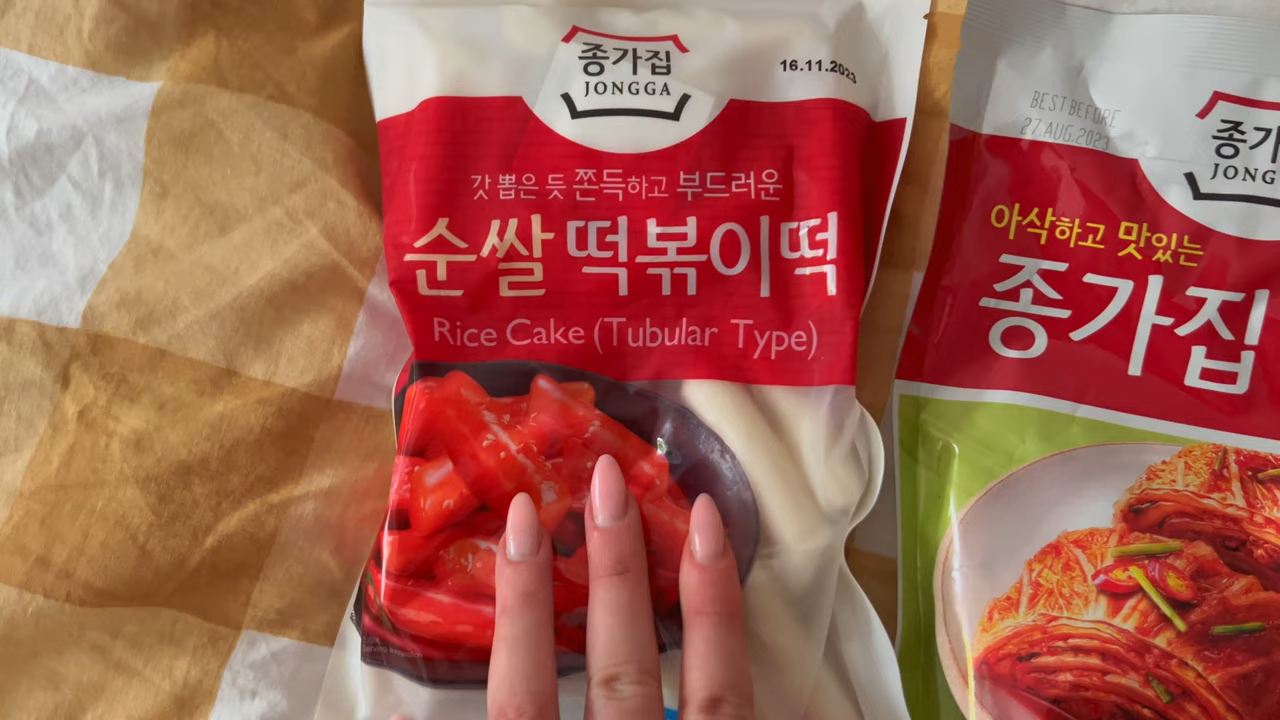 종가집
JONGGA
16.11.2023
갓 뽑은 듯 쫀득하고 부드러운
순쌀 떡볶이떡
Rice Cake (Tubular Type)
BEST BEFORE
27.AUG.2023
종가
JONG
아삭하고 맛있는
종가집